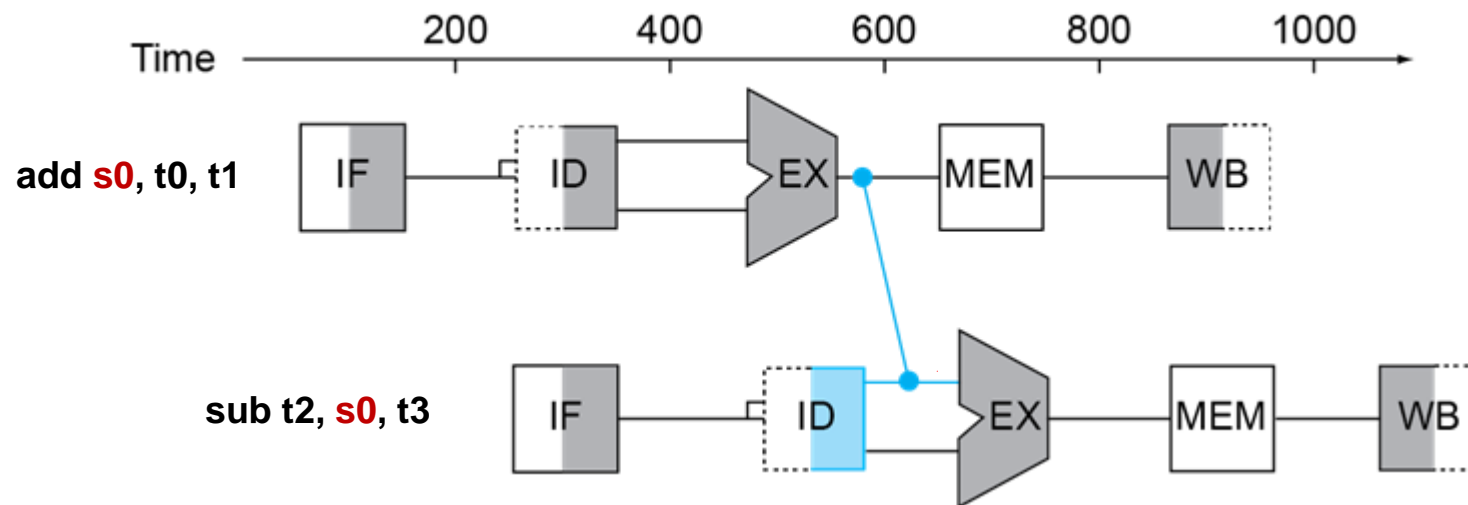 200 400 600 800 1000
Time
add s0, t0, t1
IF ID EX MEM WB
sub t2, s0, t3
IF ID EX MEM WB